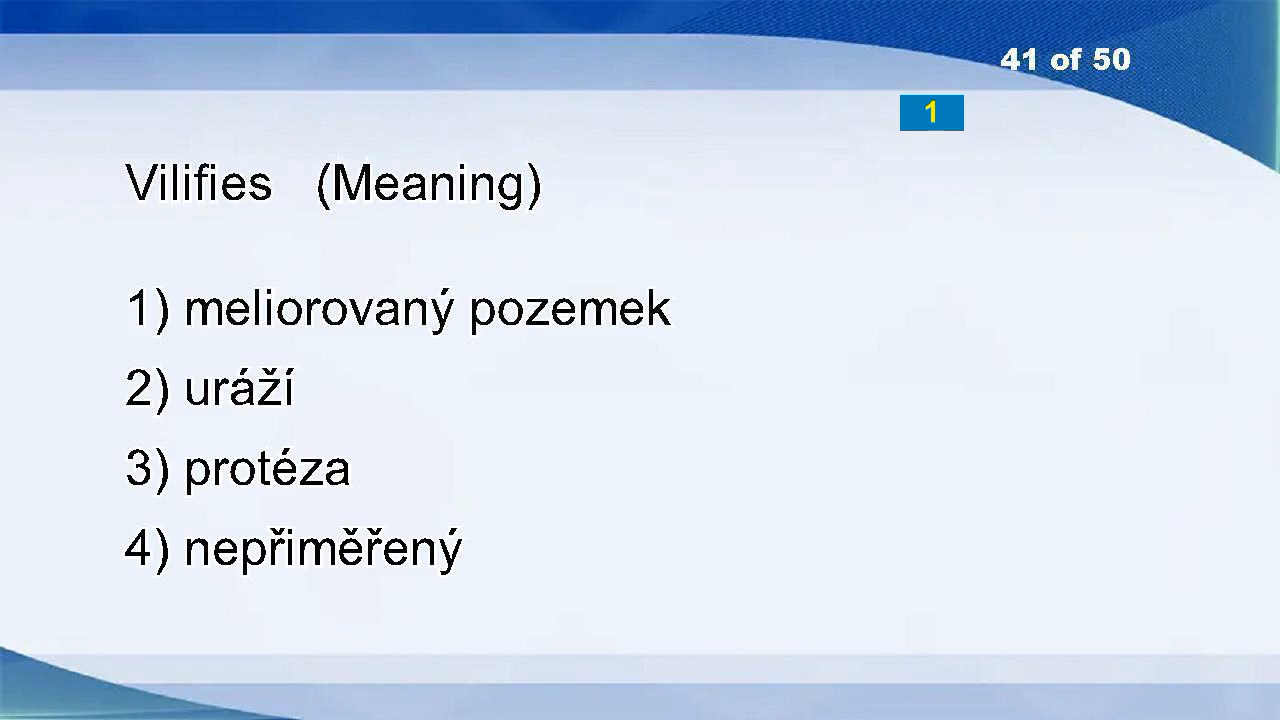 41 of 50
1
Vilifies (Meaning)
1) meliorovaný pozemek
2) uráží
3) protéza
4) nepřiměřený